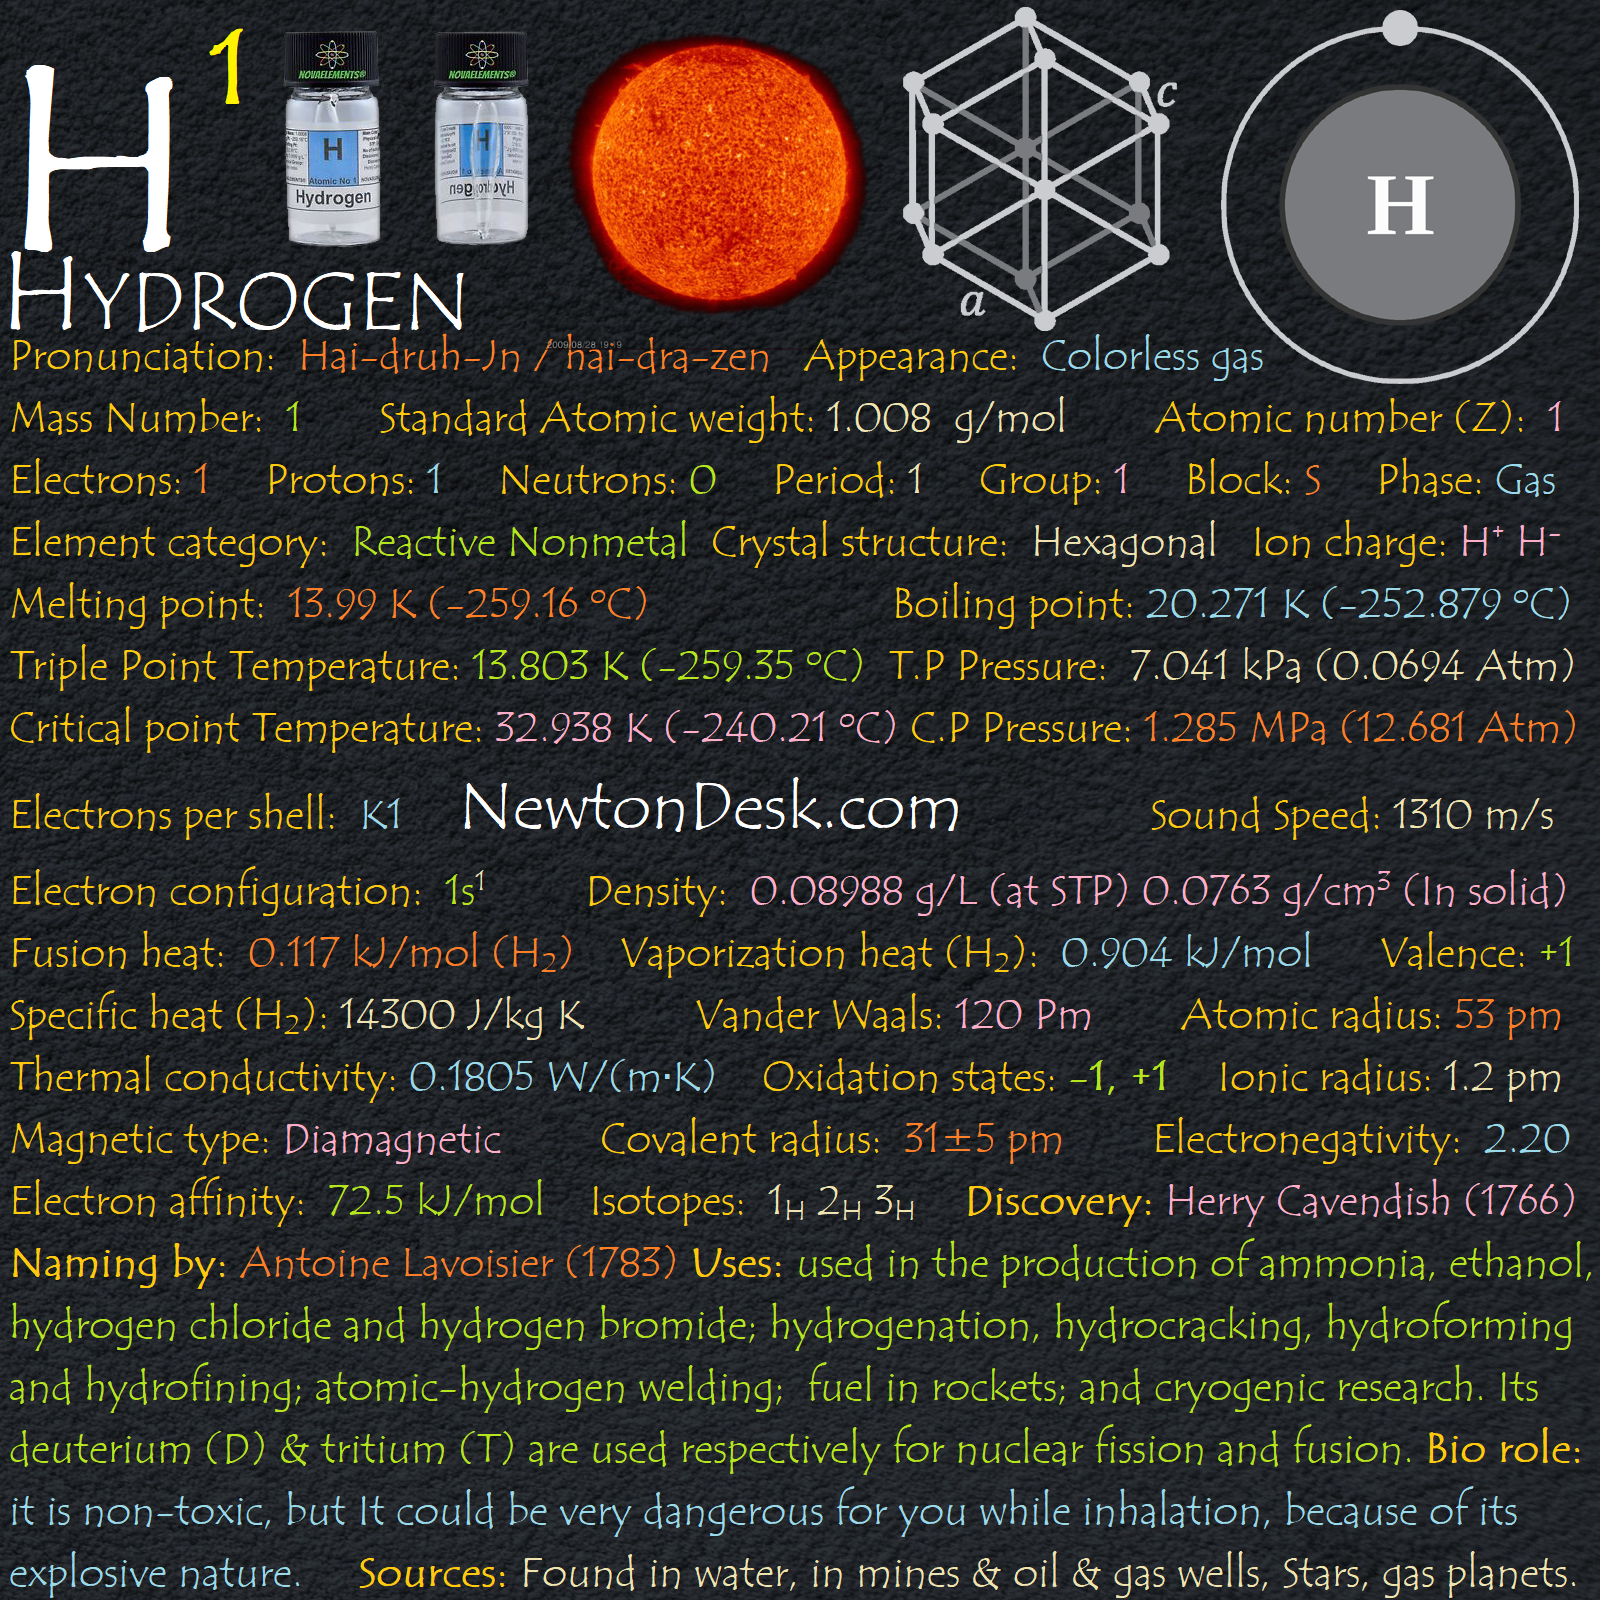 H 1
NOVAELEMENTS® NOVAELEMENTS®
H H
Atomic No 1
Hydrogen Hydrogen
c
a
H
HYDROGEN
2009/08/28 19:19
Pronunciation: Hai-druh-Jn / hai-dra-zen Appearance: Colorless gas
Mass Number: 1 Standard Atomic weight: 1.008 g/mol Atomic number (Z): 1
Electrons: 1 Protons: 1 Neutrons: 0 Period: 1 Group: 1 Block: S Phase: Gas
Element category: Reactive Nonmetal Crystal structure: Hexagonal Ion charge: H⁺ H⁻
Melting point: 13.99 K (-259.16 ºC) Boiling point: 20.271 K (-252.879 ºC)
Triple Point Temperature: 13.803 K (-259.35 ºC) T.P Pressure: 7.041 kPa (0.0694 Atm)
Critical point Temperature: 32.938 K (-240.21 ºC) C.P Pressure: 1.285 MPa (12.681 Atm)
Electrons per shell: K1 NewtonDesk.com Sound Speed: 1310 m/s
Electron configuration: 1s¹ Density: 0.08988 g/L (at STP) 0.0763 g/cm³ (In solid)
Fusion heat: 0.117 kJ/mol (H₂) Vaporization heat (H₂): 0.904 kJ/mol Valence: +1
Specific heat (H₂): 14300 J/kg K Vander Waals: 120 Pm Atomic radius: 53 pm
Thermal conductivity: 0.1805 W/(m·K) Oxidation states: -1, +1 Ionic radius: 1.2 pm
Magnetic type: Diamagnetic Covalent radius: 31±5 pm Electronegativity: 2.20
Electron affinity: 72.5 kJ/mol Isotopes: 1H 2H 3H Discovery: Herry Cavendish (1766)
Naming by: Antoine Lavoisier (1783) Uses: used in the production of ammonia, ethanol,
hydrogen chloride and hydrogen bromide; hydrogenation, hydrocracking, hydroforming
and hydrofining; atomic-hydrogen welding; fuel in rockets; and cryogenic research. Its
deuterium (D) & tritium (T) are used respectively for nuclear fission and fusion. Bio role:
it is non-toxic, but It could be very dangerous for you while inhalation, because of its
explosive nature. Sources: Found in water, in mines & oil & gas wells, Stars, gas planets.